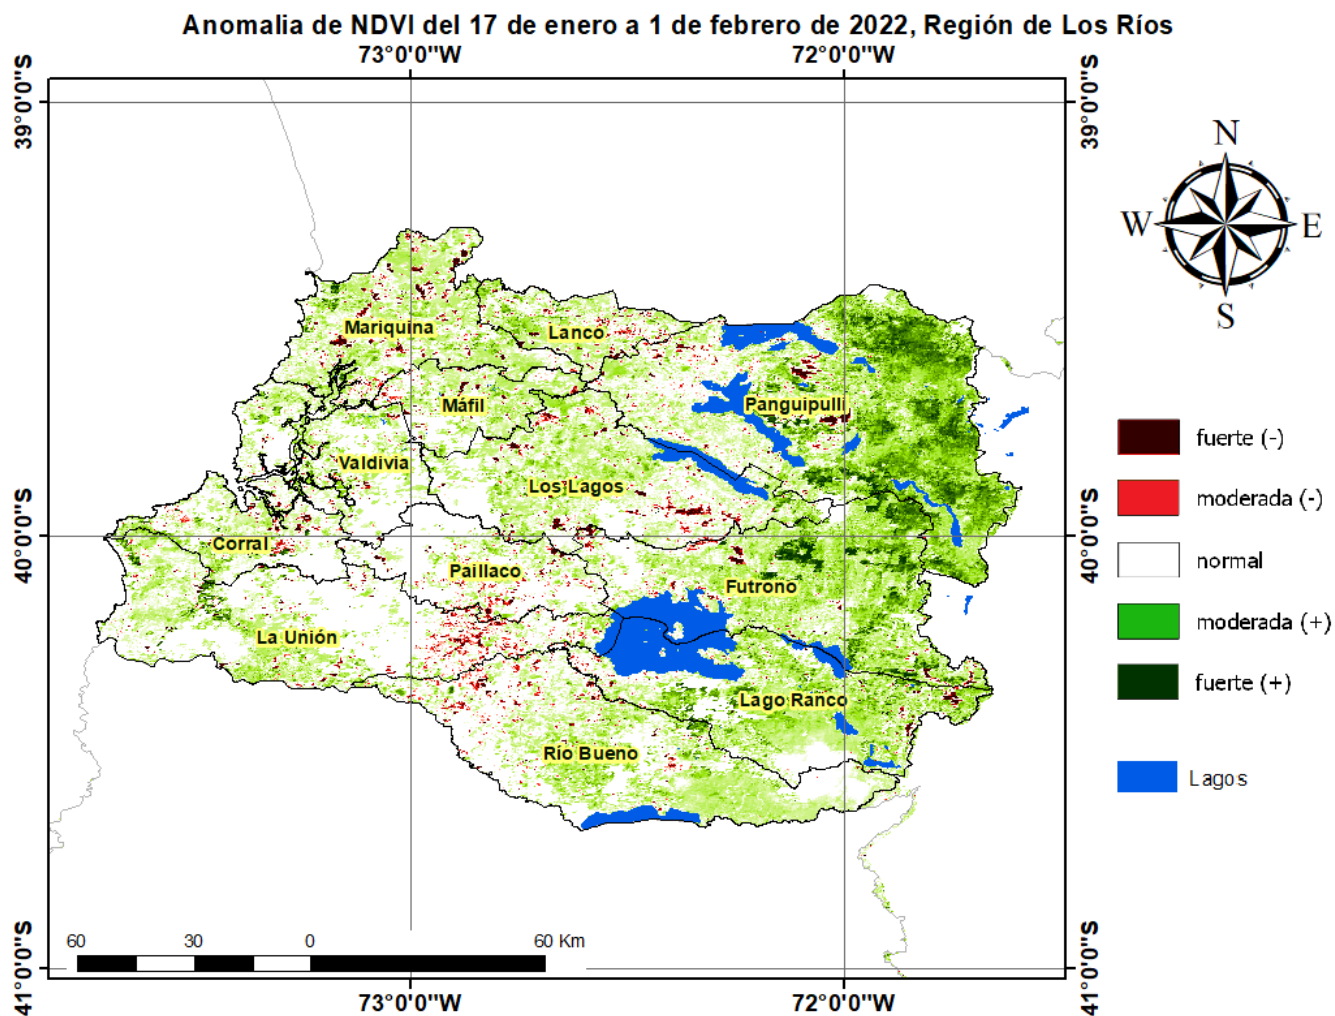 Anomalia de NDVI del 17 de enero a 1 de febrero de 2022, Región de Los Ríos
73°0'0"W 72°0'0"W
39°0'0"S 39°0'0"S
N
W E
S
Mariquina
Lanco
Panguipulli
Máfil
Valdivia
Los Lagos
40°0'0"S 40°0'0"S
Corral
Paillaco
Futrono
La Unión
Lago Ranco
Río Bueno
fuerte (-)
moderada (-)
normal
moderada (+)
fuerte (+)
Lagos
60 30 0 60 Km
41°0'0"S 41°0'0"S
73°0'0"W 72°0'0"W